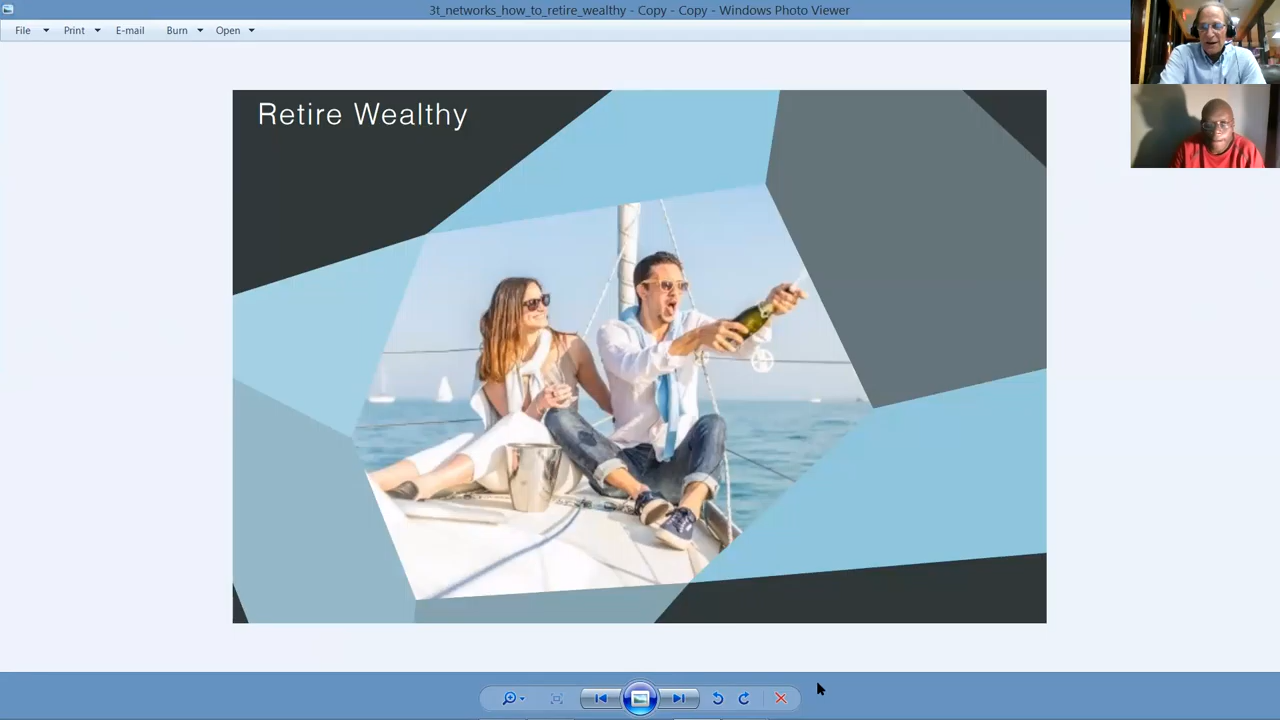 3t_networks_how_to_retire_wealthy - Copy - Copy - Windows Photo Viewer
File Print E-mail Burn Open
Retire Wealthy